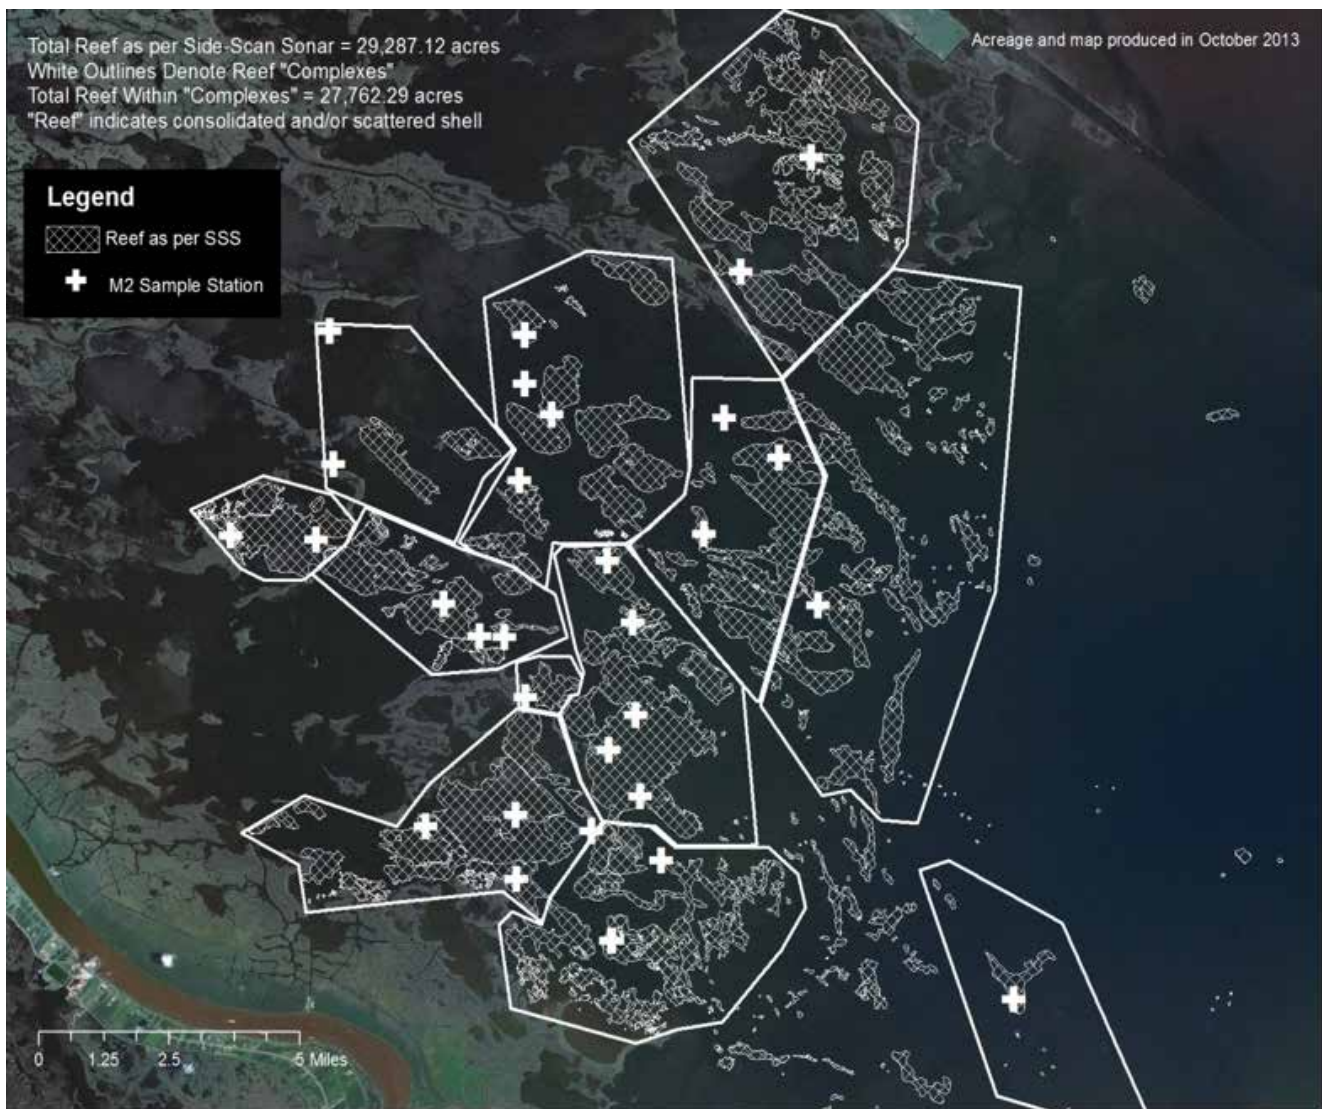 Total Reef as per Side-Scan Sonar = 29,287.12 acres
White Outlines Denote Reef "Complexes"
Total Reef Within "Complexes" = 27,762.29 acres
"Reef" indicates consolidated and/or scattered shell
Acreage and map produced in October 2013
Legend
Reef as per SSS
M2 Sample Station
0 1.25 2.5 5 Miles